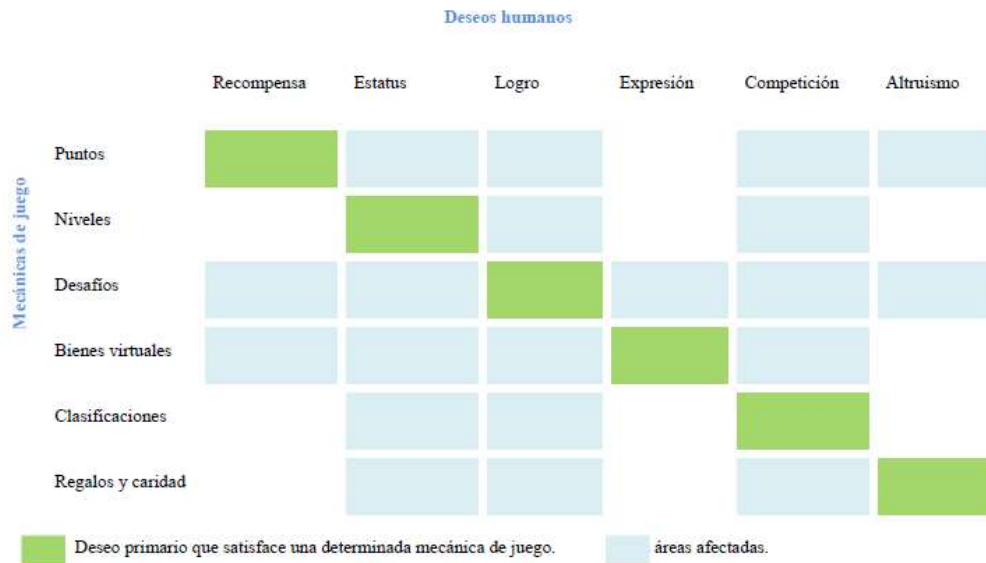 Deseos humanos
Recompensa Estatus Logro Expresión Competición Altruismo
Mecánicas de juego
Puntos
Niveles
Desafíos
Bienes virtuales
Clasificaciones
Regalos y caridad
Deseo primario que satisface una determinada mecánica de juego. áreas afectadas.